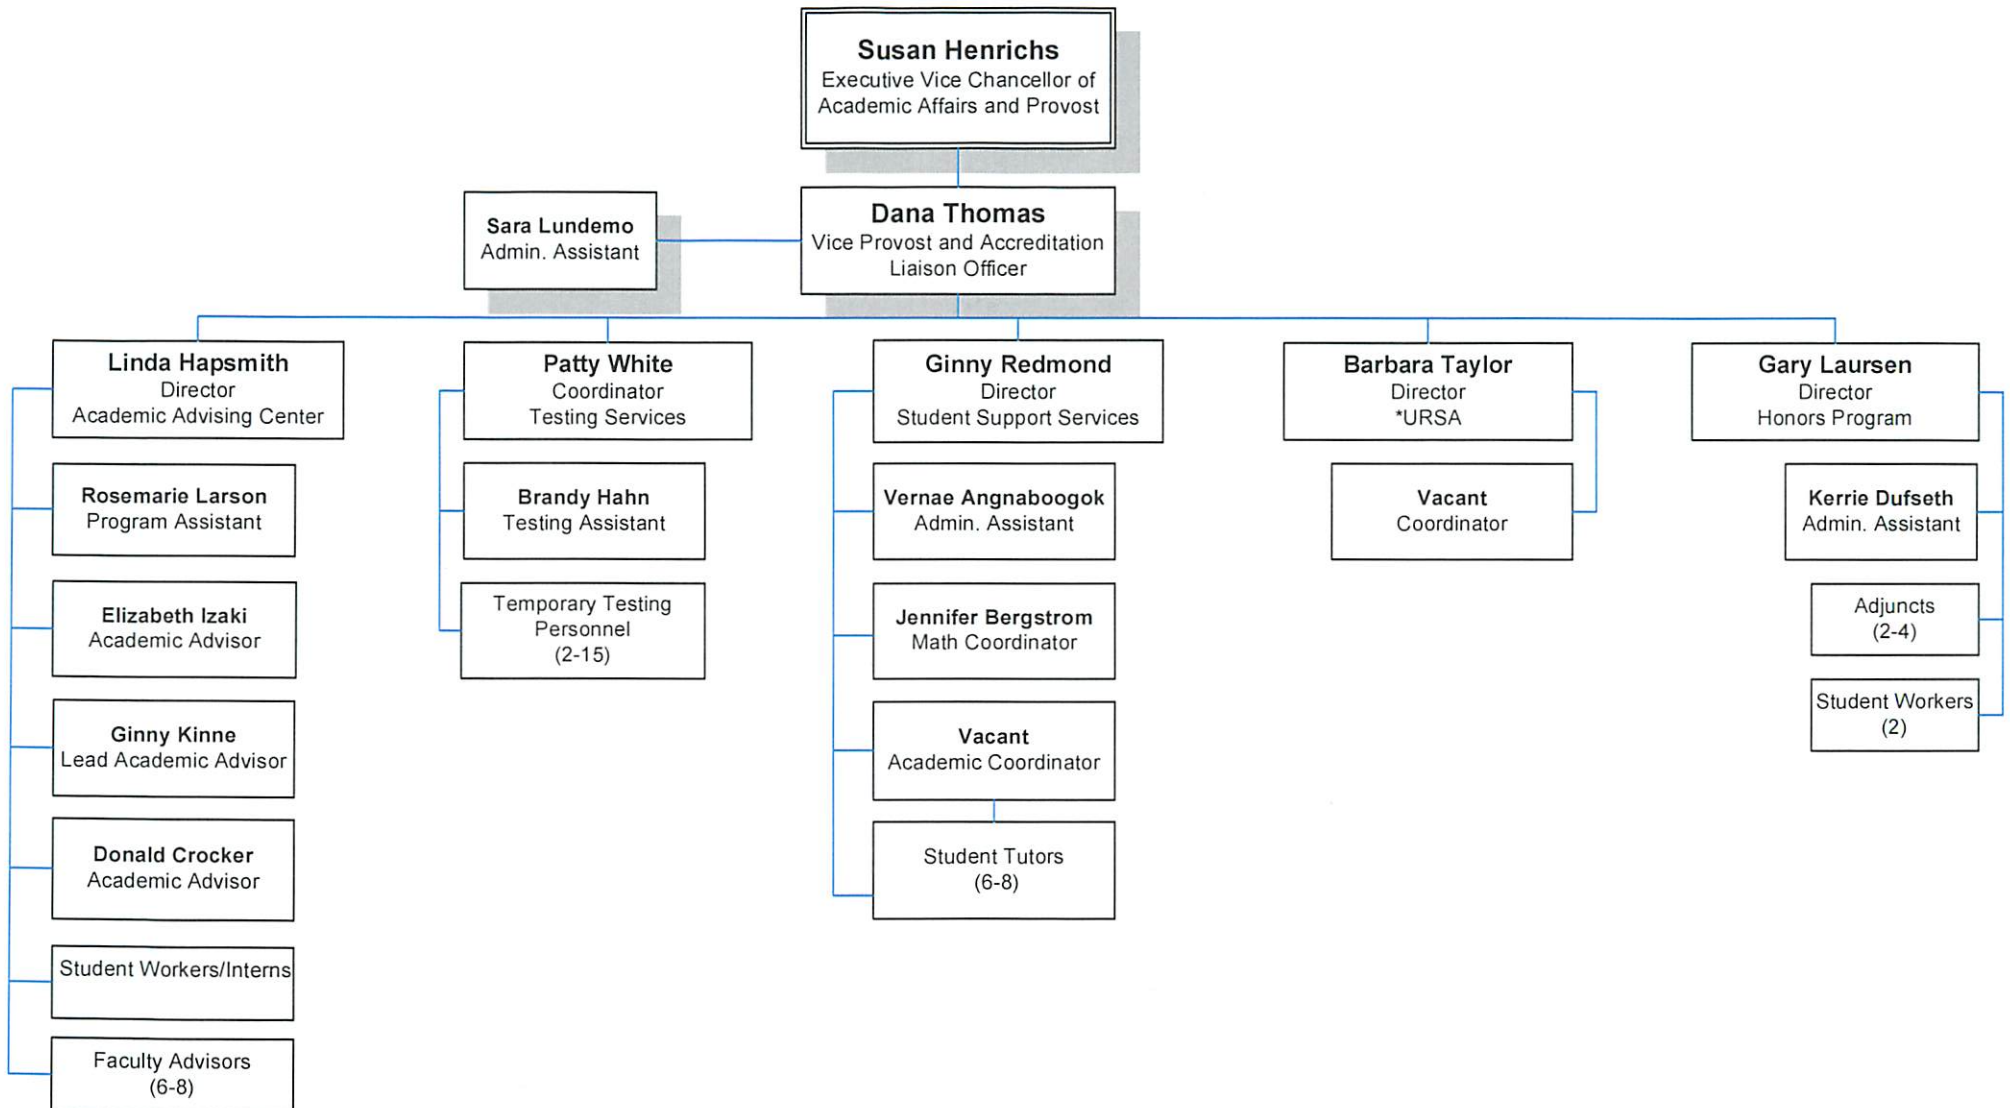 Susan Henrichs
Executive Vice Chancellor of
Academic Affairs and Provost
Sara Lundemo
Admin. Assistant
Dana Thomas
Vice Provost and Accreditation
Liaison Officer
Linda Hapsmith
Director
Academic Advising Center
Rosemarie Larson
Program Assistant
Elizabeth Izaki
Academic Advisor
Ginny Kinne
Lead Academic Advisor
Donald Crocker
Academic Advisor
Student Workers/Interns
Faculty Advisors
(6-8)
Patty White
Coordinator
Testing Services
Brandy Hahn
Testing Assistant
Temporary Testing
Personnel
(2-15)
Ginny Redmond
Director
Student Support Services
Vernae Angnaboogok
Admin. Assistant
Jennifer Bergstrom
Math Coordinator
Vacant
Academic Coordinator
Student Tutors
(6-8)
Barbara Taylor
Director
*URSA
Vacant
Coordinator
Gary Laursen
Director
Honors Program
Kerrie Dufseth
Admin. Assistant
Adjuncts
(2-4)
Student Workers
(2)